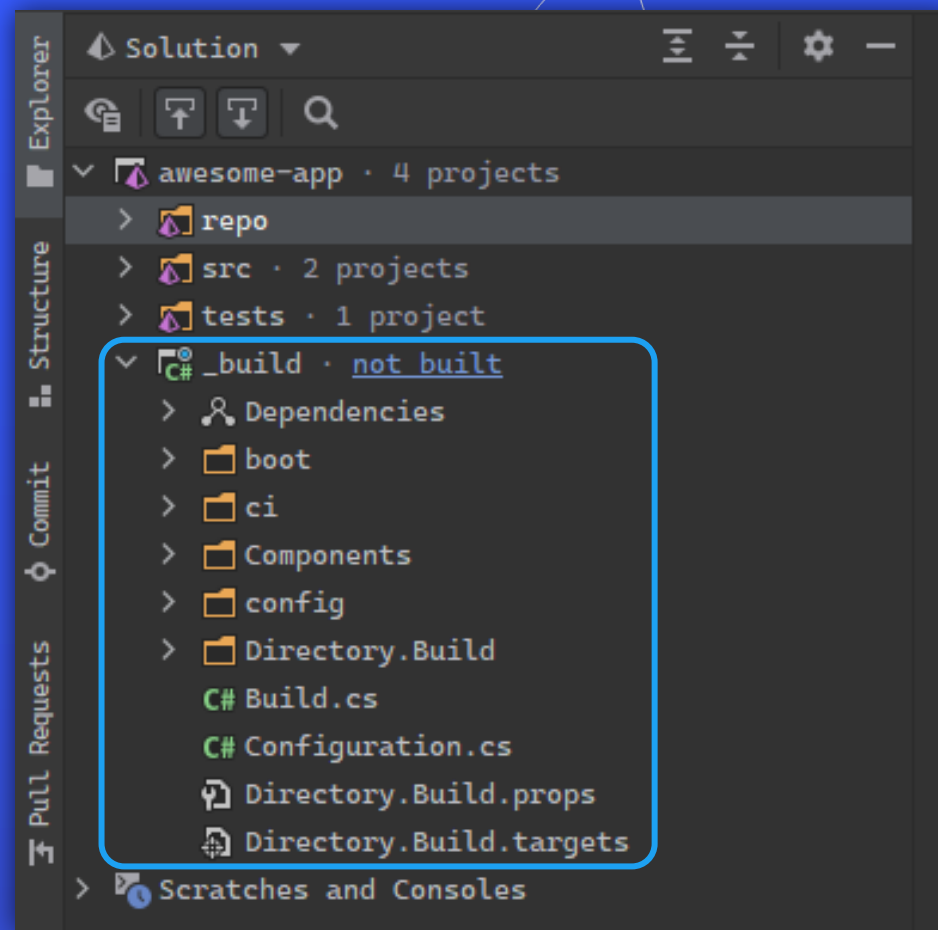 Explorer
Structure
Commit
Pull Requests
Solution
awesome-app · 4 projects
repo
src · 2 projects
tests · 1 project
C# _build · not built
Dependencies
boot
ci
Components
config
Directory.Build
C# Build.cs
C# Configuration.cs
Directory.Build.props
Directory.Build.targets
Scratches and Consoles